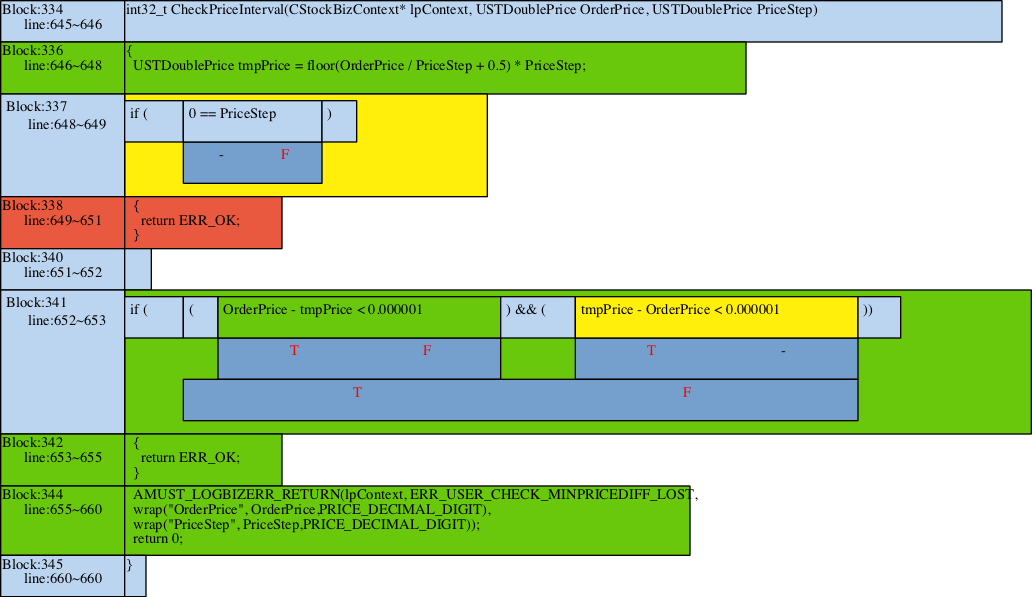 Block:334
int32_t CheckPriceInterval(CStockBizContext* lpContext, USTDoublePrice OrderPrice, USTDoublePrice PriceStep)
line:645~646
Block:336
{
line:646~648
USTDoublePrice tmpPrice = floor(OrderPrice / PriceStep + 0.5) * PriceStep;
Block:337
line:648~649
if ( 0 == PriceStep )
- F
Block:338
{
line:649~651
return ERR_OK;
}
Block:340
line:651~652
Block:341
line:652~653
if ( ( OrderPrice - tmpPrice < 0.000001 ) && ( tmpPrice - OrderPrice < 0.000001 ))
T F T -
T F
Block:342
{
line:653~655
return ERR_OK;
}
Block:344
AMUST_LOGBIZERR_RETURN(lpContext, ERR_USER_CHECK_MINPRICEDIFF_LOST,
line:655~660
wrap("OrderPrice", OrderPrice,PRICE_DECIMAL_DIGIT),
wrap("PriceStep", PriceStep,PRICE_DECIMAL_DIGIT));
return 0;
Block:345
}
line:660~660